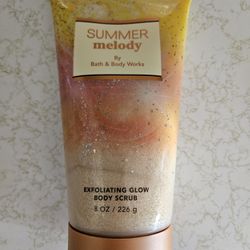 SUMMER
melody
By
Bath & Body Works
EXFOLIATING GLOW
BODY SCRUB
8 OZ / 226 g